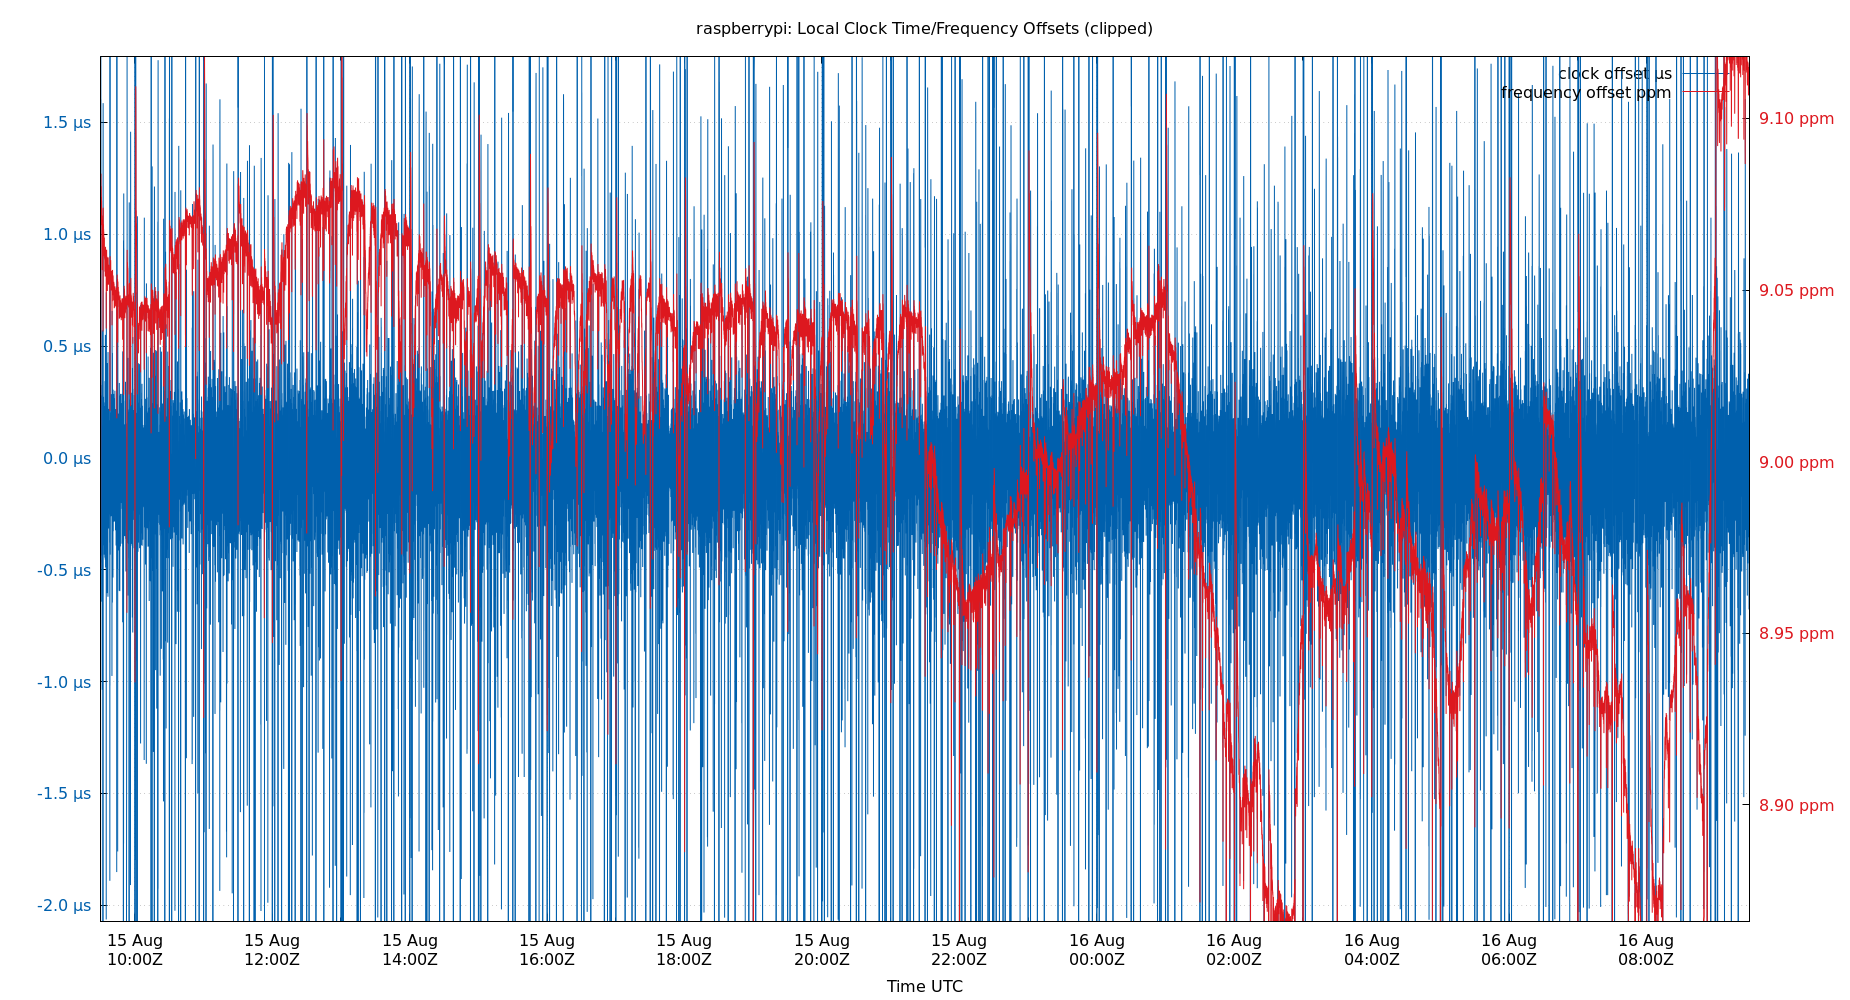 raspberrypi: Local Clock Time/Frequency Offsets (clipped)
clock offset µs
frequency offset ppm
1.5 µs
1.0 µs
0.5 µs
0.0 µs
-0.5 µs
-1.0 µs
-1.5 µs
-2.0 µs
9.10 ppm
9.05 ppm
9.00 ppm
8.95 ppm
8.90 ppm
15 Aug
10:00Z
15 Aug
12:00Z
15 Aug
14:00Z
15 Aug
16:00Z
15 Aug
18:00Z
15 Aug
20:00Z
15 Aug
22:00Z
16 Aug
00:00Z
16 Aug
02:00Z
16 Aug
04:00Z
16 Aug
06:00Z
16 Aug
08:00Z
Time UTC